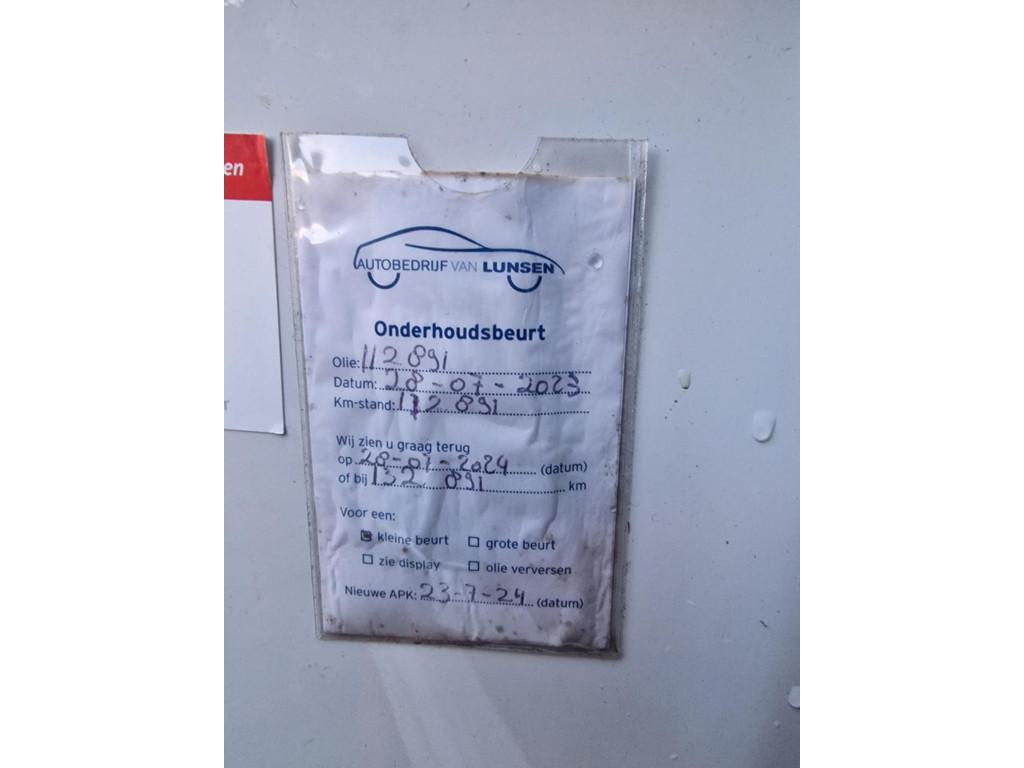 en
AUTOBEDRIJF VAN LUNSEN
Onderhoudsbeurt
Olie: 112 891
Datum: 28-07-2023
Km-stand: 112 891
Wij zien u graag terug
op 28-07-2024 (datum)
of bij 132 891 km
Voor een:
kleine beurt grote beurt
zie display olie verversen
Nieuwe APK: 23-7-24 (datum)